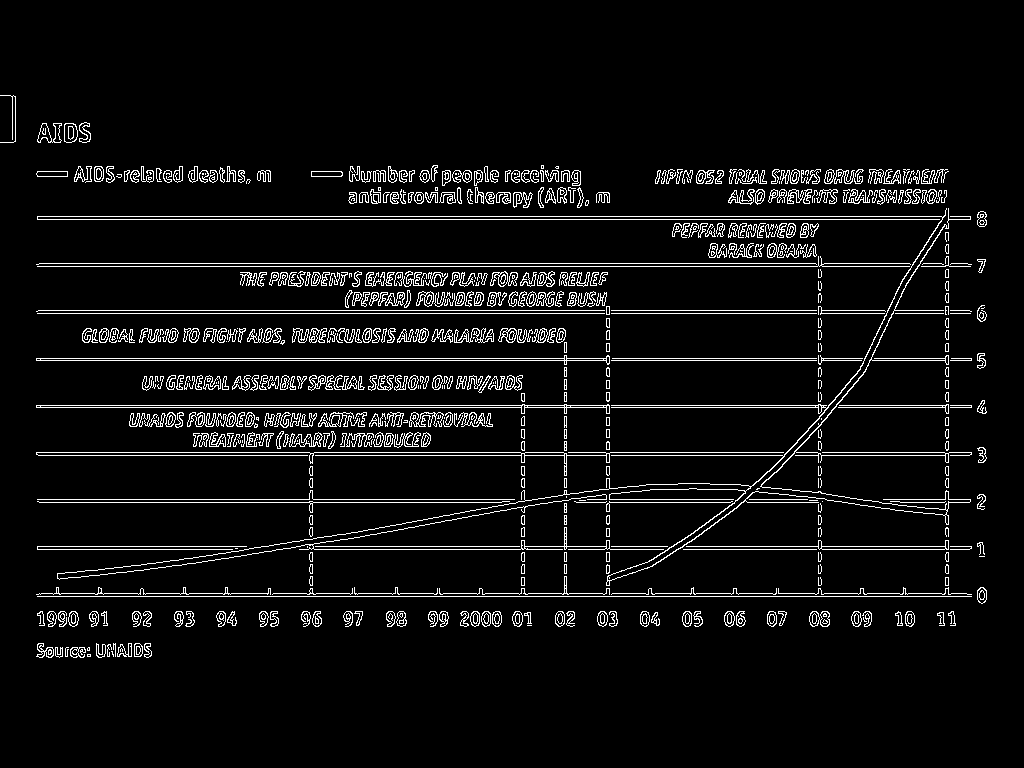 AIDS
AIDS-related deaths, m
Number of people receiving
antiretroviral therapy (ART), m
HPTN 052 TRIAL SHOWS DRUG TREATMENT
ALSO PREVENTS TRANSMISSION
8
PEPFAR RENEWED BY
BARACK OBAMA
7
THE PRESIDENT'S EMERGENCY PLAN FOR AIDS RELIEF
(PEPFAR) FOUNDED BY GEORGE BUSH
6
GLOBAL FUND TO FIGHT AIDS, TUBERCULOSIS AND MALARIA FOUNDED
5
UN GENERAL ASSEMBLY SPECIAL SESSION ON HIV/AIDS
4
UNAIDS FOUNDED; HIGHLY ACTIVE ANTI-RETROVIRAL
TREATMENT (HAART) INTRODUCED
3
2
1
0
1990 91 92 93 94 95 96 97 98 99 2000 01 02 03 04 05 06 07 08 09 10 11
Source: UNAIDS